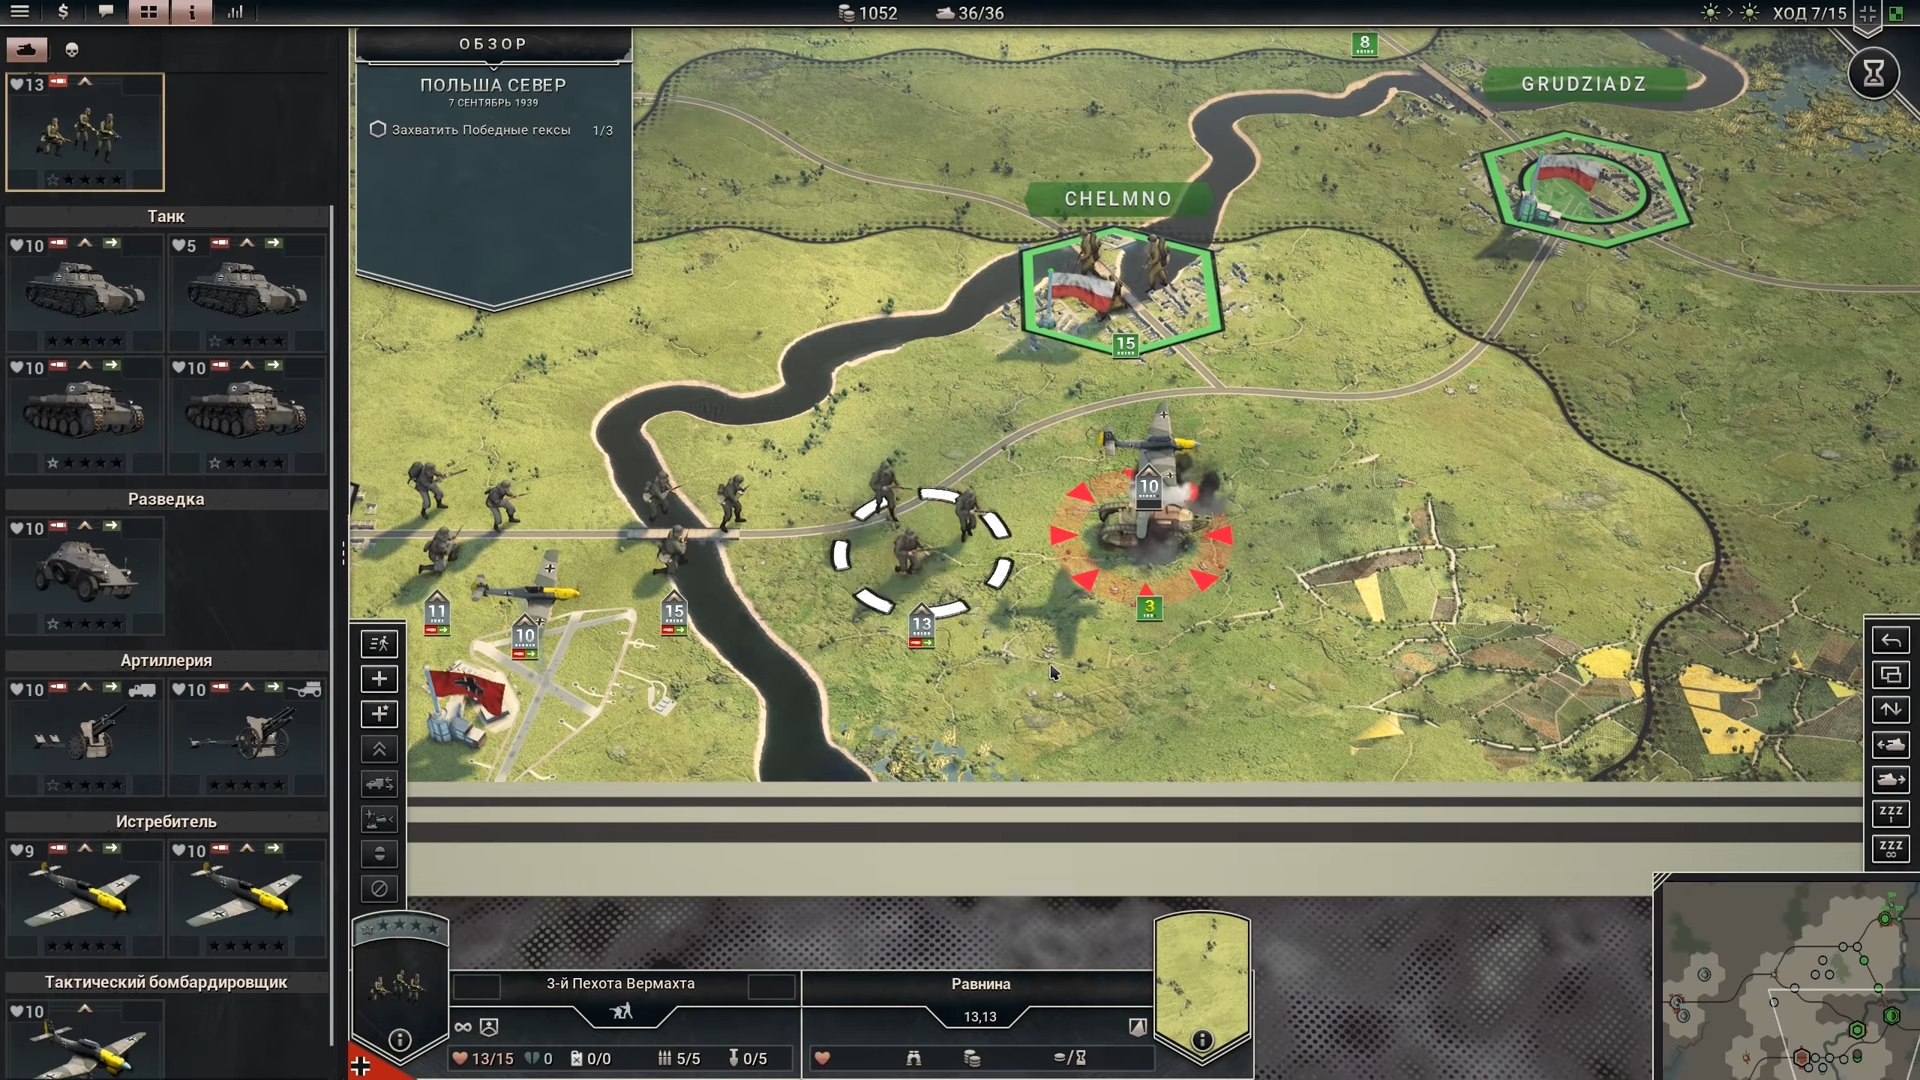 $
1052
36/36
ХОД 7/15
13
Танк
10
5
10
10
Разведка
10
Артиллерия
10
10
Истребитель
9
10
Тактический бомбардировщик
10
ОБЗОР
ПОЛЬША СЕВЕР
7 СЕНТЯБРЬ 1939
Захватить Победные гексы 1/3
8
GRUDZIADZ
CHELMNO
15
10
3
11
10
15
13
ZZZ
ZZZ
∞
3-й Пехота Вермахта
∞
13/15
0
0/0
5/5
0/5
Равнина
13,13